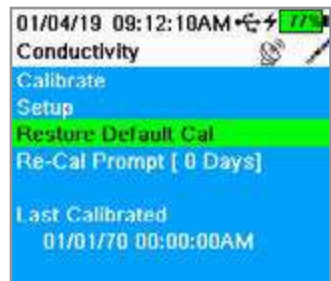 01/04/19 09:12:10AM 77%
Conductivity
Calibrate
Setup
Restore Default Cal
Re-Cal Prompt [ 0 Days]
Last Calibrated
01/01/70 00:00:00AM